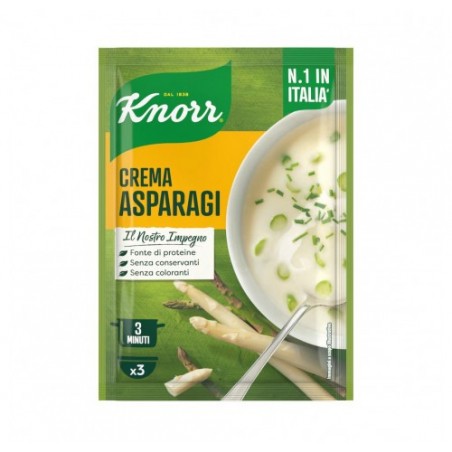 DAL 1838
Knorr
N.1 IN
ITALIA*
CREMA
ASPARAGI
Il Nostro Impegno
Fonte di proteine
Senza conservanti
Senza coloranti
3
MINUTI
x3